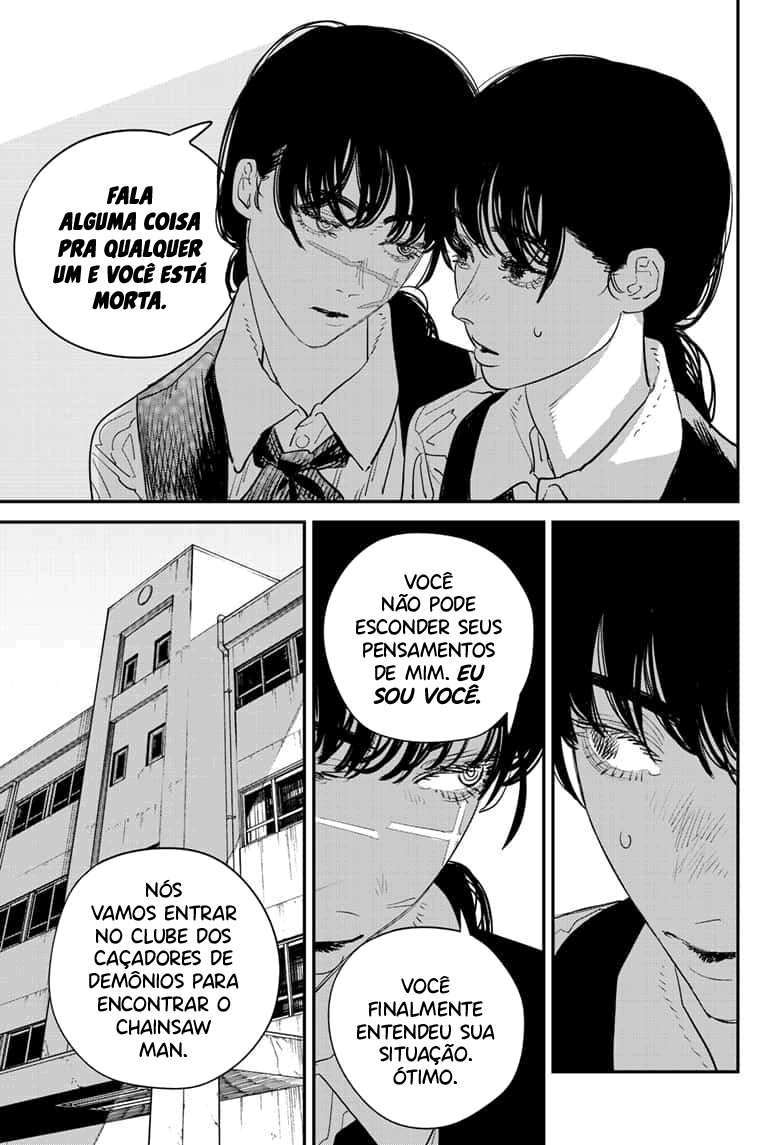 FALA
ALGUMA COISA
PRA QUALQUER
UM E VOCÊ ESTÁ
MORTA.
VOCÊ
NÃO PODE
ESCONDER SEUS
PENSAMENTOS
DE MIM. EU
SOU VOCÊ.
VOCÊ
FINALMENTE
ENTENDEU SUA
SITUAÇÃO.
ÓTIMO.
NÓS
VAMOS ENTRAR
NO CLUBE DOS
CAÇADORES DE
DEMÔNIOS PARA
ENCONTRAR O
CHAINSAW
MAN.